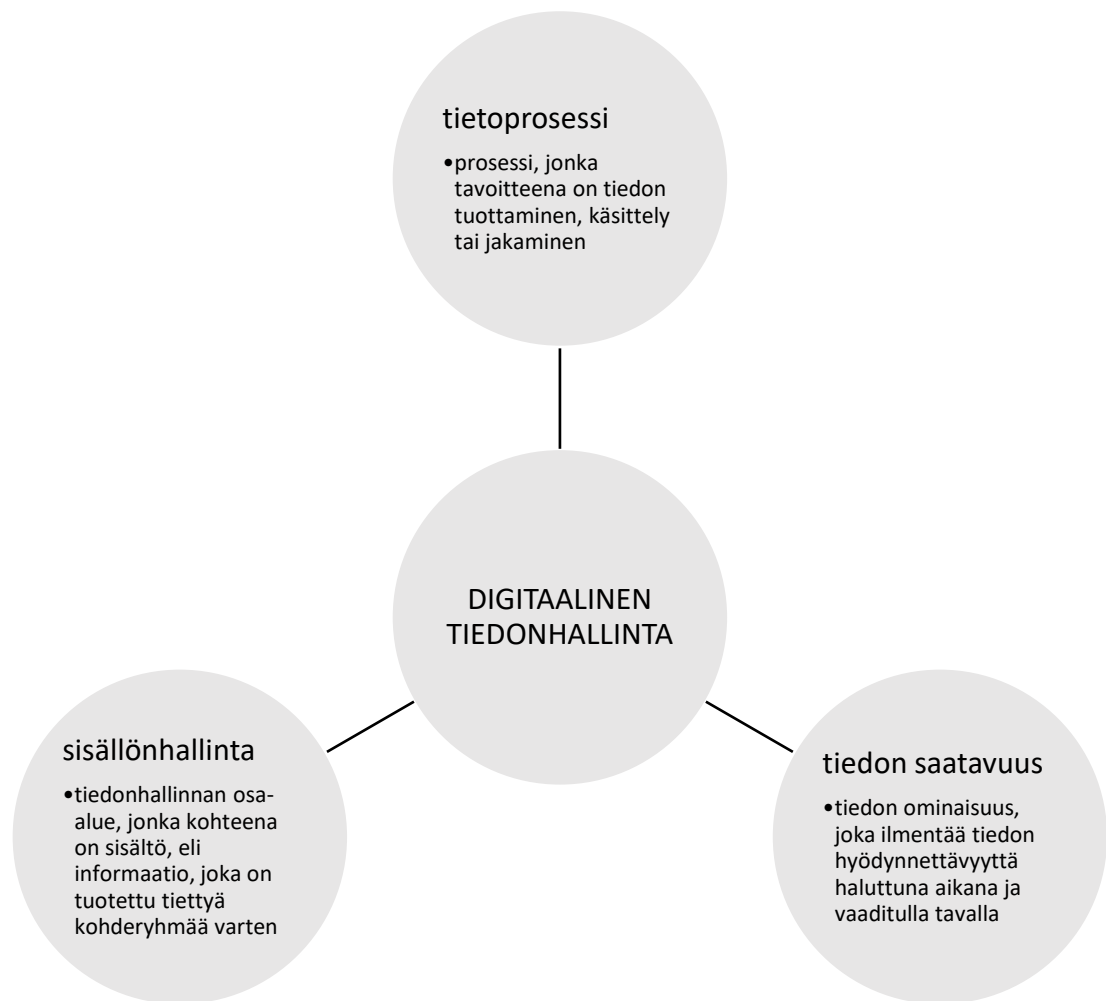 tietoprosessi
•prosessi, jonka
tavoitteena on tiedon
tuottaminen, käsittely
tai jakaminen
DIGITAALINEN
TIEDONHALLINTA
sisällönhallinta
•tiedonhallinnan osa-
alue, jonka kohteena
on sisältö, eli
informaatio, joka on
tuotettu tiettyä
kohderyhmää varten
tiedon saatavuus
•tiedon ominaisuus,
joka ilmentää tiedon
hyödynnettävyyttä
haluttuna aikana ja
vaaditulla tavalla